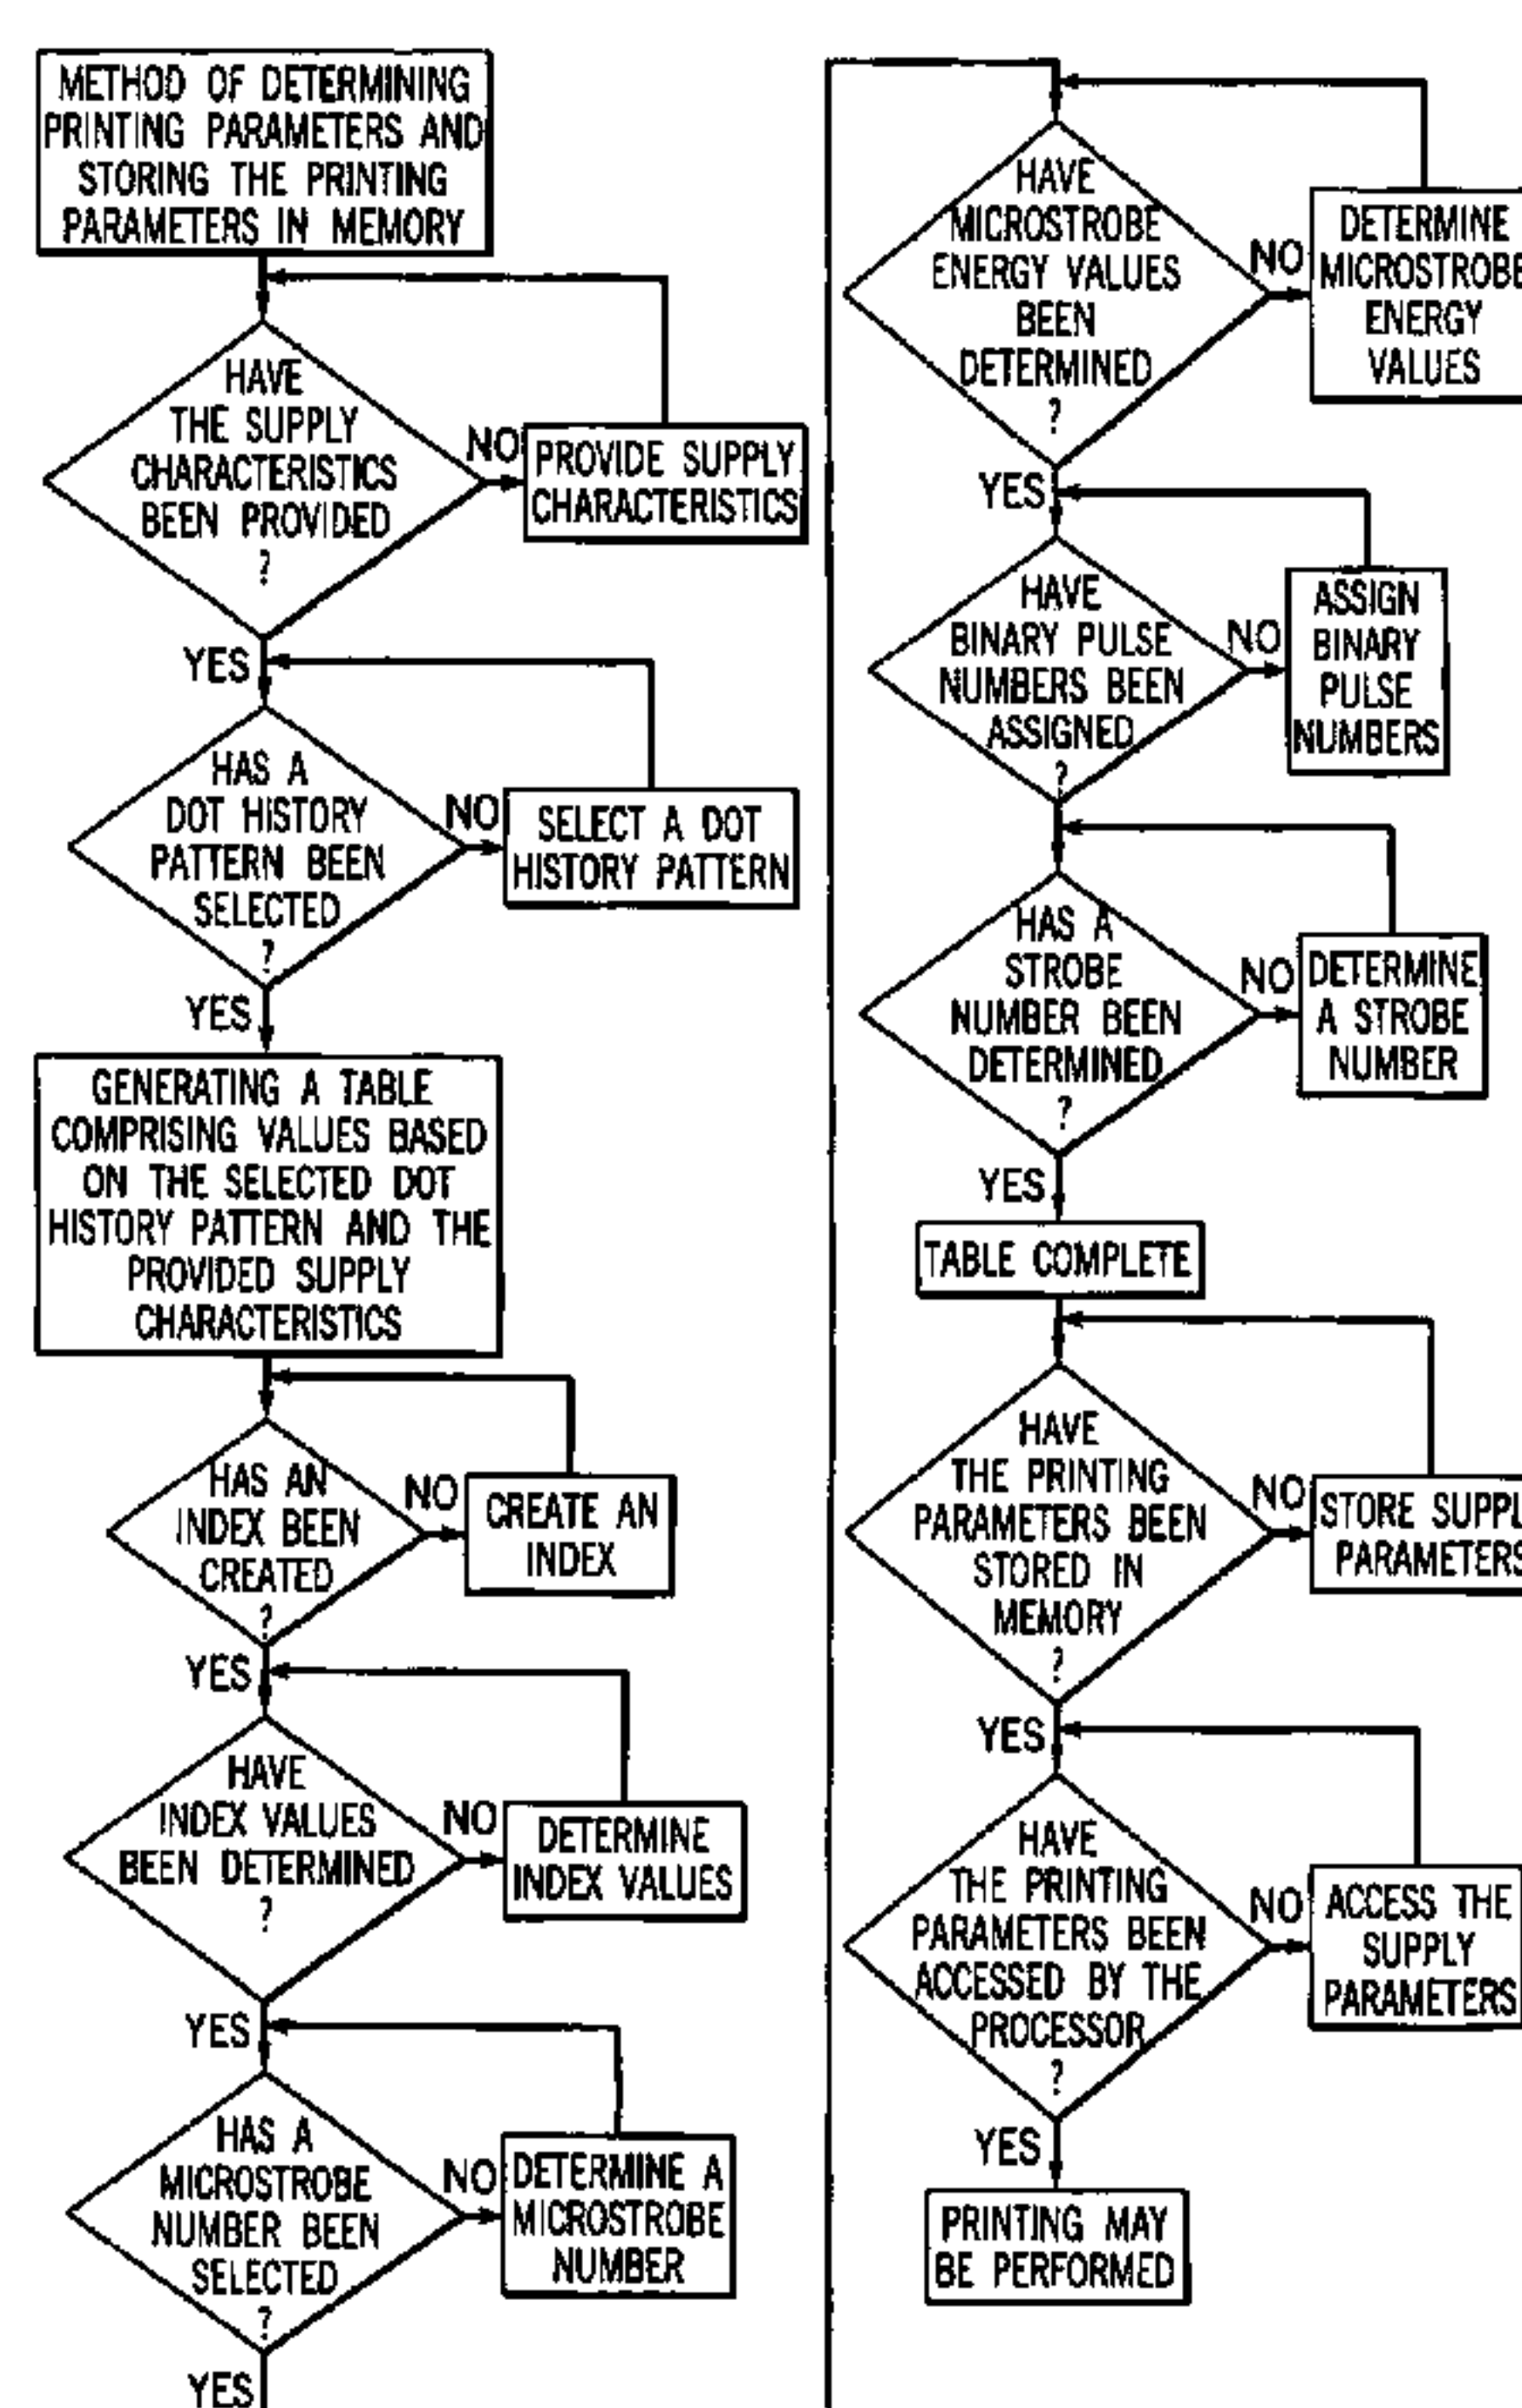 METHOD OF DETERMINING
PRINTING PARAMETERS AND
STORING THE PRINTING
PARAMETERS IN MEMORY
HAVE
THE SUPPLY
CHARACTERISTICS
BEEN PROVIDED
?
NO
PROVIDE SUPPLY
CHARACTERISTICS
YES
HAS A
DOT HISTORY
PATTERN BEEN
SELECTED
?
NO
SELECT A DOT
HISTORY PATTERN
YES
GENERATING A TABLE
COMPRISING VALUES BASED
ON THE SELECTED DOT
HISTORY PATTERN AND THE
PROVIDED SUPPLY
CHARACTERISTICS
HAS AN
INDEX BEEN
CREATED
?
NO
CREATE AN
INDEX
YES
HAVE
INDEX VALUES
BEEN DETERMINED
?
NO
DETERMINE
INDEX VALUES
YES
HAS A
MICROSTROBE
NUMBER BEEN
SELECTED
?
NO
DETERMINE A
MICROSTROBE
NUMBER
YES
HAVE
MICROSTROBE
ENERGY VALUES
BEEN
DETERMINED
?
NO
DETERMINE
MICROSTROBE
ENERGY
VALUES
YES
HAVE
BINARY PULSE
NUMBERS BEEN
ASSIGNED
?
NO
ASSIGN
BINARY
PULSE
NUMBERS
HAS A
STROBE
NUMBER BEEN
DETERMINED
?
NO
DETERMINE
A STROBE
NUMBER
YES
TABLE COMPLETE
HAVE
THE PRINTING
PARAMETERS BEEN
STORED IN
MEMORY
?
NO
STORE SUPPL
PARAMETERS
YES
HAVE
THE PRINTING
PARAMETERS BEEN
ACCESSED BY THE
PROCESSOR
?
NO
ACCESS THE
SUPPLY
PARAMETERS
YES
PRINTING MAY
BE PERFORMED